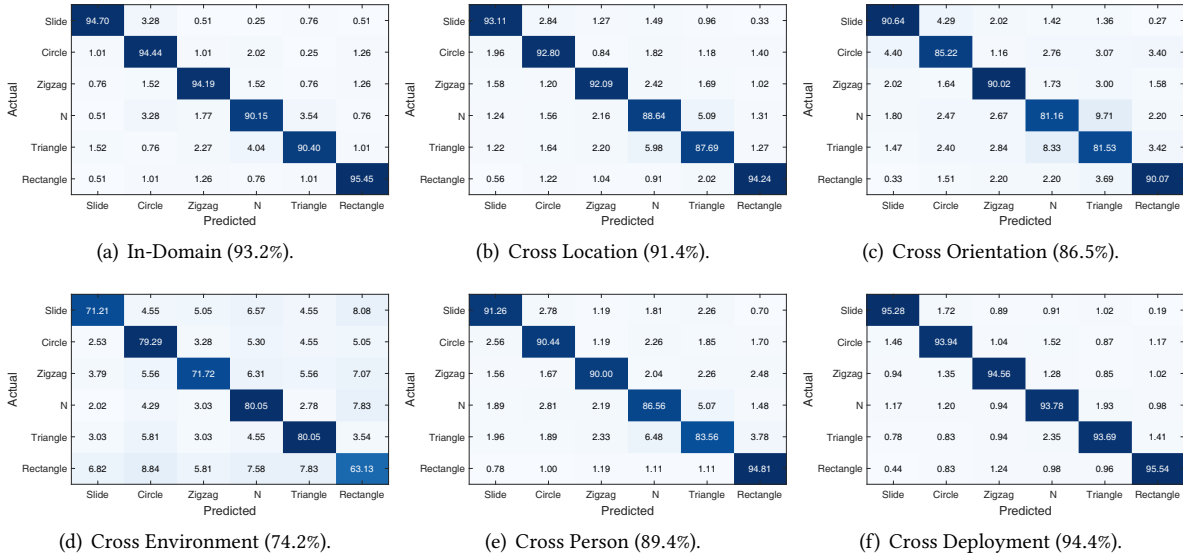 Actual
Slide 94.70 3.28 0.51 0.25 0.76 0.51
Circle 1.01 94.44 1.01 2.02 0.25 1.26
Zigzag 0.76 1.52 94.19 1.52 0.76 1.26
N 0.51 3.28 1.77 90.15 3.54 0.76
Triangle 1.52 0.76 2.27 4.04 90.40 1.01
Rectangle 0.51 1.01 1.26 0.76 1.01 95.45
Slide Circle Zigzag N Triangle Rectangle
Predicted
(a) In-Domain (93.2%).
Actual
Slide 93.11 2.84 1.27 1.49 0.96 0.33
Circle 1.96 92.80 0.84 1.82 1.18 1.40
Zigzag 1.58 1.20 92.09 2.42 1.69 1.02
N 1.24 1.56 2.16 88.64 5.09 1.31
Triangle 1.22 1.64 2.20 5.98 87.69 1.27
Rectangle 0.56 1.22 1.04 0.91 2.02 94.24
Slide Circle Zigzag N Triangle Rectangle
Predicted
(b) Cross Location (91.4%).
Actual
Slide 90.64 4.29 2.02 1.42 1.36 0.27
Circle 4.40 85.22 1.16 2.76 3.07 3.40
Zigzag 2.02 1.64 90.02 1.73 3.00 1.58
N 1.80 2.47 2.67 81.16 9.71 2.20
Triangle 1.47 2.40 2.84 8.33 81.53 3.42
Rectangle 0.33 1.51 2.20 2.20 3.69 90.07
Slide Circle Zigzag N Triangle Rectangle
Predicted
(c) Cross Orientation (86.5%).
Actual
Slide 71.21 4.55 5.05 6.57 4.55 8.08
Circle 2.53 79.29 3.28 5.30 4.55 5.05
Zigzag 3.79 5.56 71.72 6.31 5.56 7.07
N 2.02 4.29 3.03 80.05 2.78 7.83
Triangle 3.03 5.81 3.03 4.55 80.05 3.54
Rectangle 6.82 8.84 5.81 7.58 7.83 63.13
Slide Circle Zigzag N Triangle Rectangle
Predicted
(d) Cross Environment (74.2%).
Actual
Slide 91.26 2.78 1.19 1.81 2.26 0.70
Circle 2.56 90.44 1.19 2.26 1.85 1.70
Zigzag 1.56 1.67 90.00 2.04 2.26 2.48
N 1.89 2.81 2.19 86.56 5.07 1.48
Triangle 1.96 1.89 2.33 6.48 83.56 3.78
Rectangle 0.78 1.00 1.19 1.11 1.11 94.81
Slide Circle Zigzag N Triangle Rectangle
Predicted
(e) Cross Person (89.4%).
Actual
Slide 95.28 1.72 0.89 0.91 1.02 0.19
Circle 1.46 93.94 1.04 1.52 0.87 1.17
Zigzag 0.94 1.35 94.56 1.28 0.85 1.02
N 1.17 1.20 0.94 93.78 1.93 0.98
Triangle 0.78 0.83 0.94 2.35 93.69 1.41
Rectangle 0.44 0.83 1.24 0.98 0.96 95.54
Slide Circle Zigzag N Triangle Rectangle
Predicted
(f) Cross Deployment (94.4%).